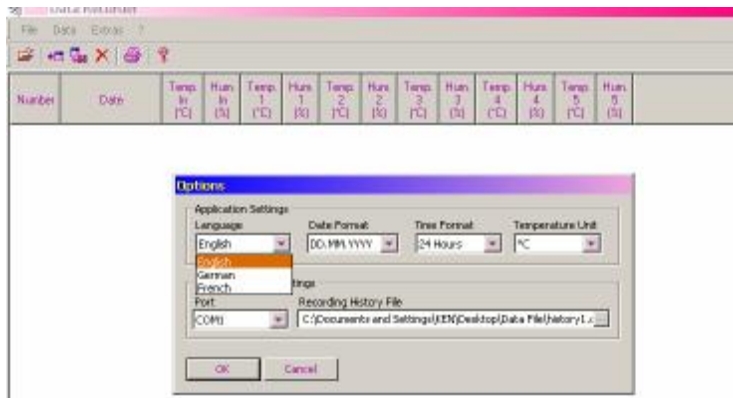 Data Recorder
File Data Extras ?
Number Date Temp. In (°C) Hum. In (%) Temp. 1 (°C) Hum. 1 (%) Temp. 2 (°C) Hum. 2 (%) Temp. 3 (°C) Hum. 3 (%) Temp. 4 (°C) Hum. 4 (%) Temp. 5 (°C) Hum. 5 (%)
Options
Application Settings
Language Date Format Time Format Temperature Unit
English DD.MM.YYYY 24 Hours °C
English
German
French
tings
Port Recording History File
COM1 C:\Documents and Settings\KEN\Desktop\Data File\history1.c ...
OK Cancel